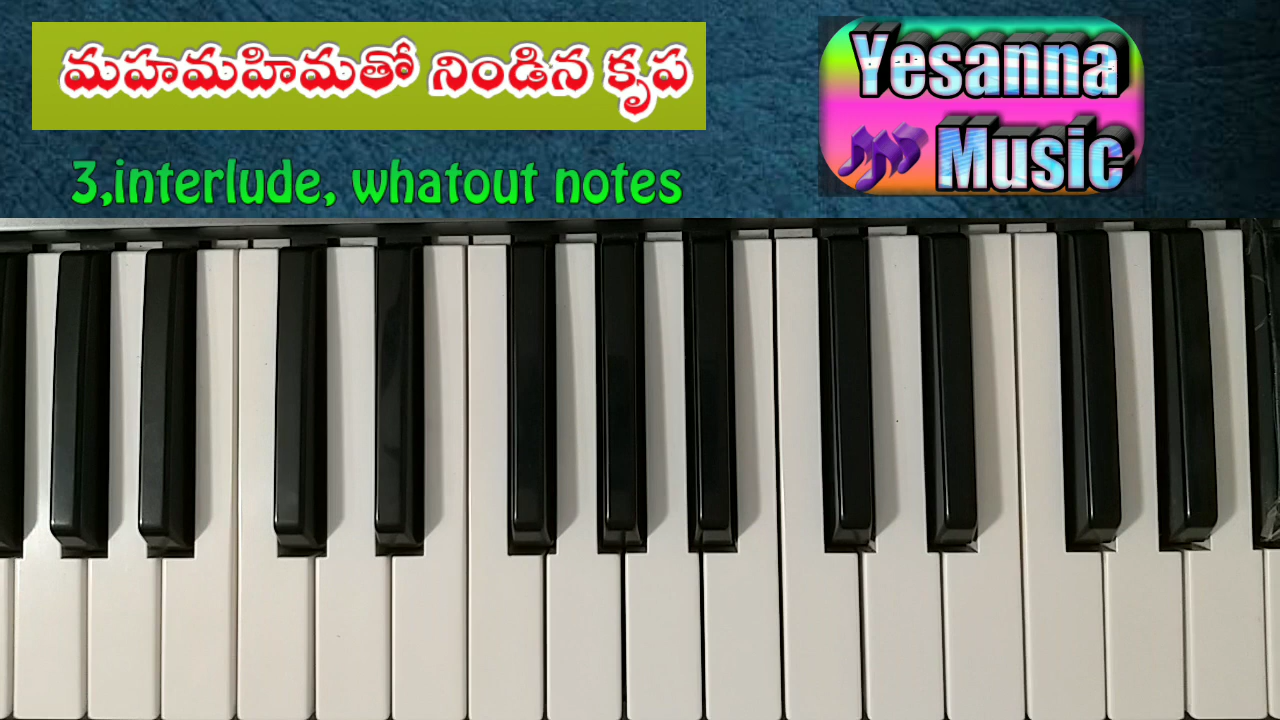 మహమహిమతో నిండిన కృప
3,interlude, whatout notes
Yesanna
Music